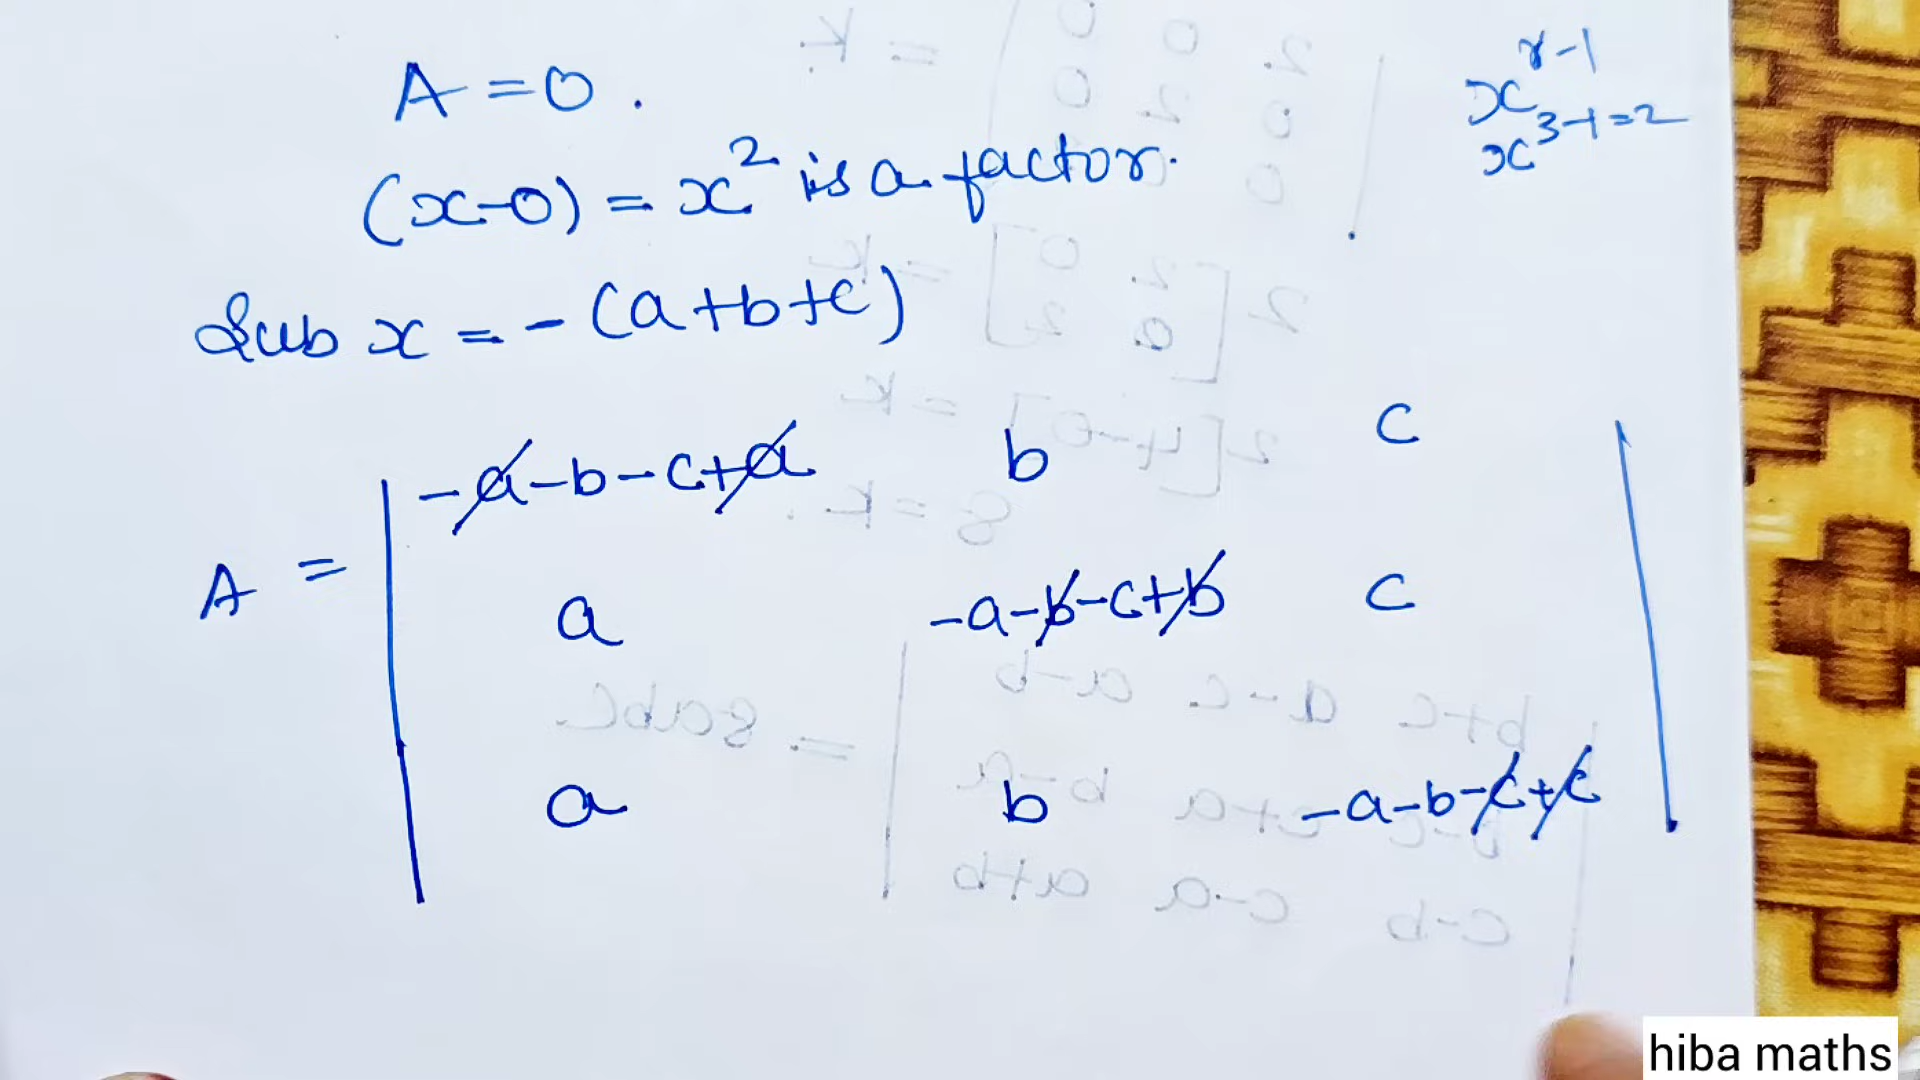 A = 0.
x^{r-1}
x^{3-1=2}
(x-0) = x² is a factor.
Sub x = -(a+b+c)
-a-b-c+a b c
A = a -a-b-c+b c
a b -a-b-c+c
hiba maths